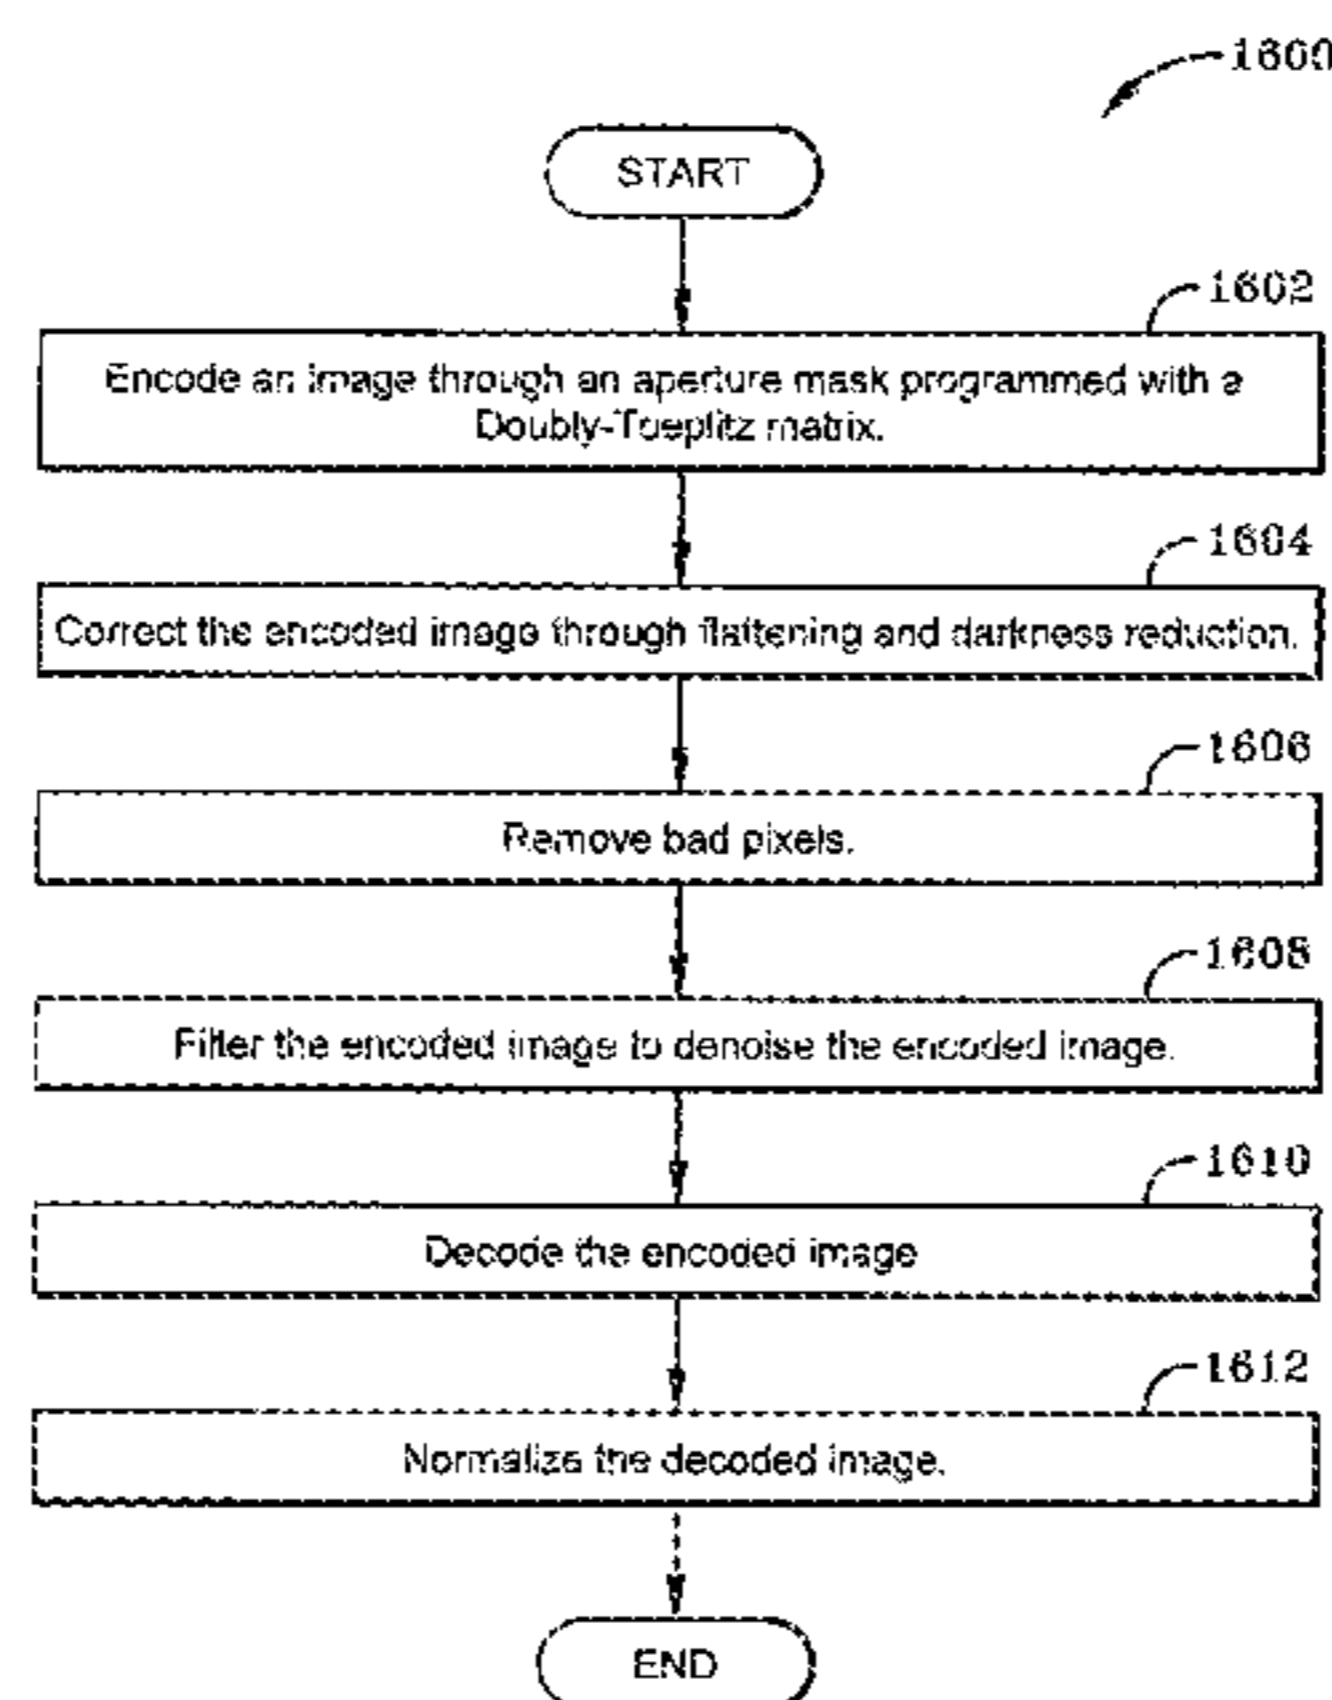 1600
START
1602
Encode an image through an aperture mask programmed with a
Doubly-Toeplitz matrix.
1604
Correct the encoded image through flattening and darkness reduction.
1606
Remove bad pixels.
1608
Filter the encoded image to denoise the encoded image.
1610
Decode the encoded image
1612
Normalize the decoded image.
END